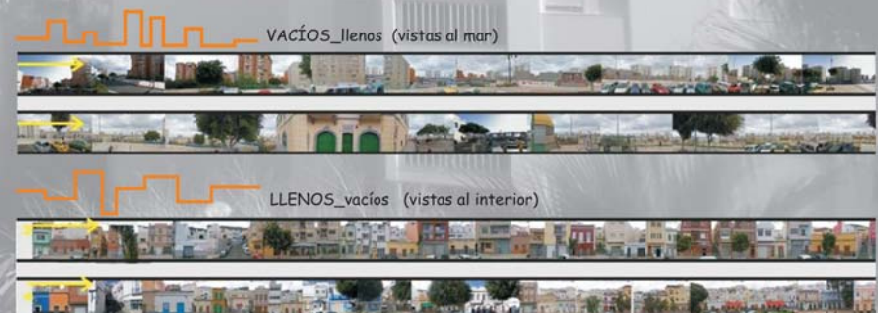 VACÍOS_llenos (vistas al mar)
LLENOS_vacíos (vistas al interior)